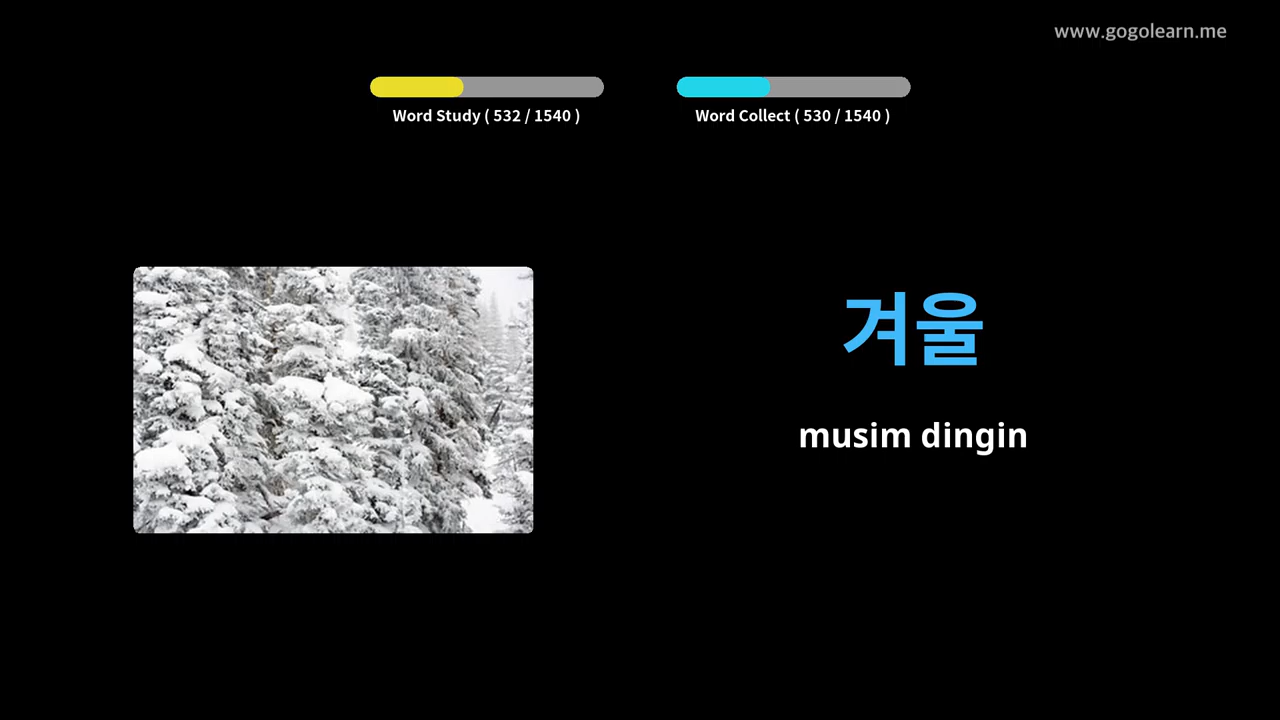 www.gogolearn.me
Word Study ( 532 / 1540 )
Word Collect ( 530 / 1540 )
겨울
musim dingin